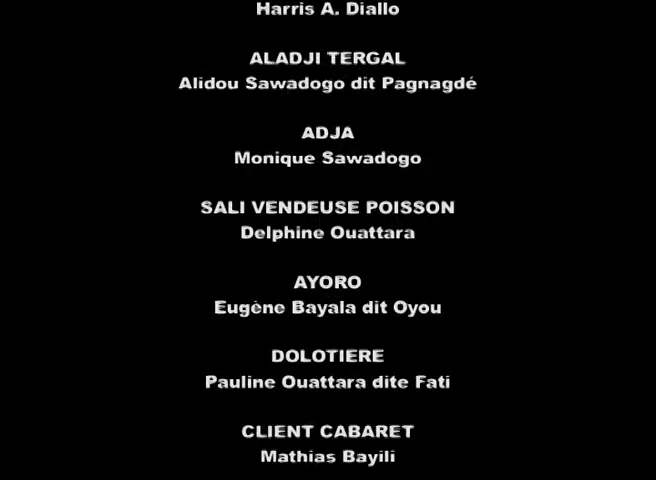 Harris A. Diallo
ALADJI TERGAL
Alidou Sawadogo dit Pagnagdé
ADJA
Monique Sawadogo
SALI VENDEUSE POISSON
Delphine Ouattara
AYORO
Eugène Bayala dit Oyou
DOLOTIERE
Pauline Ouattara dite Fati
CLIENT CABARET
Mathias Bayili